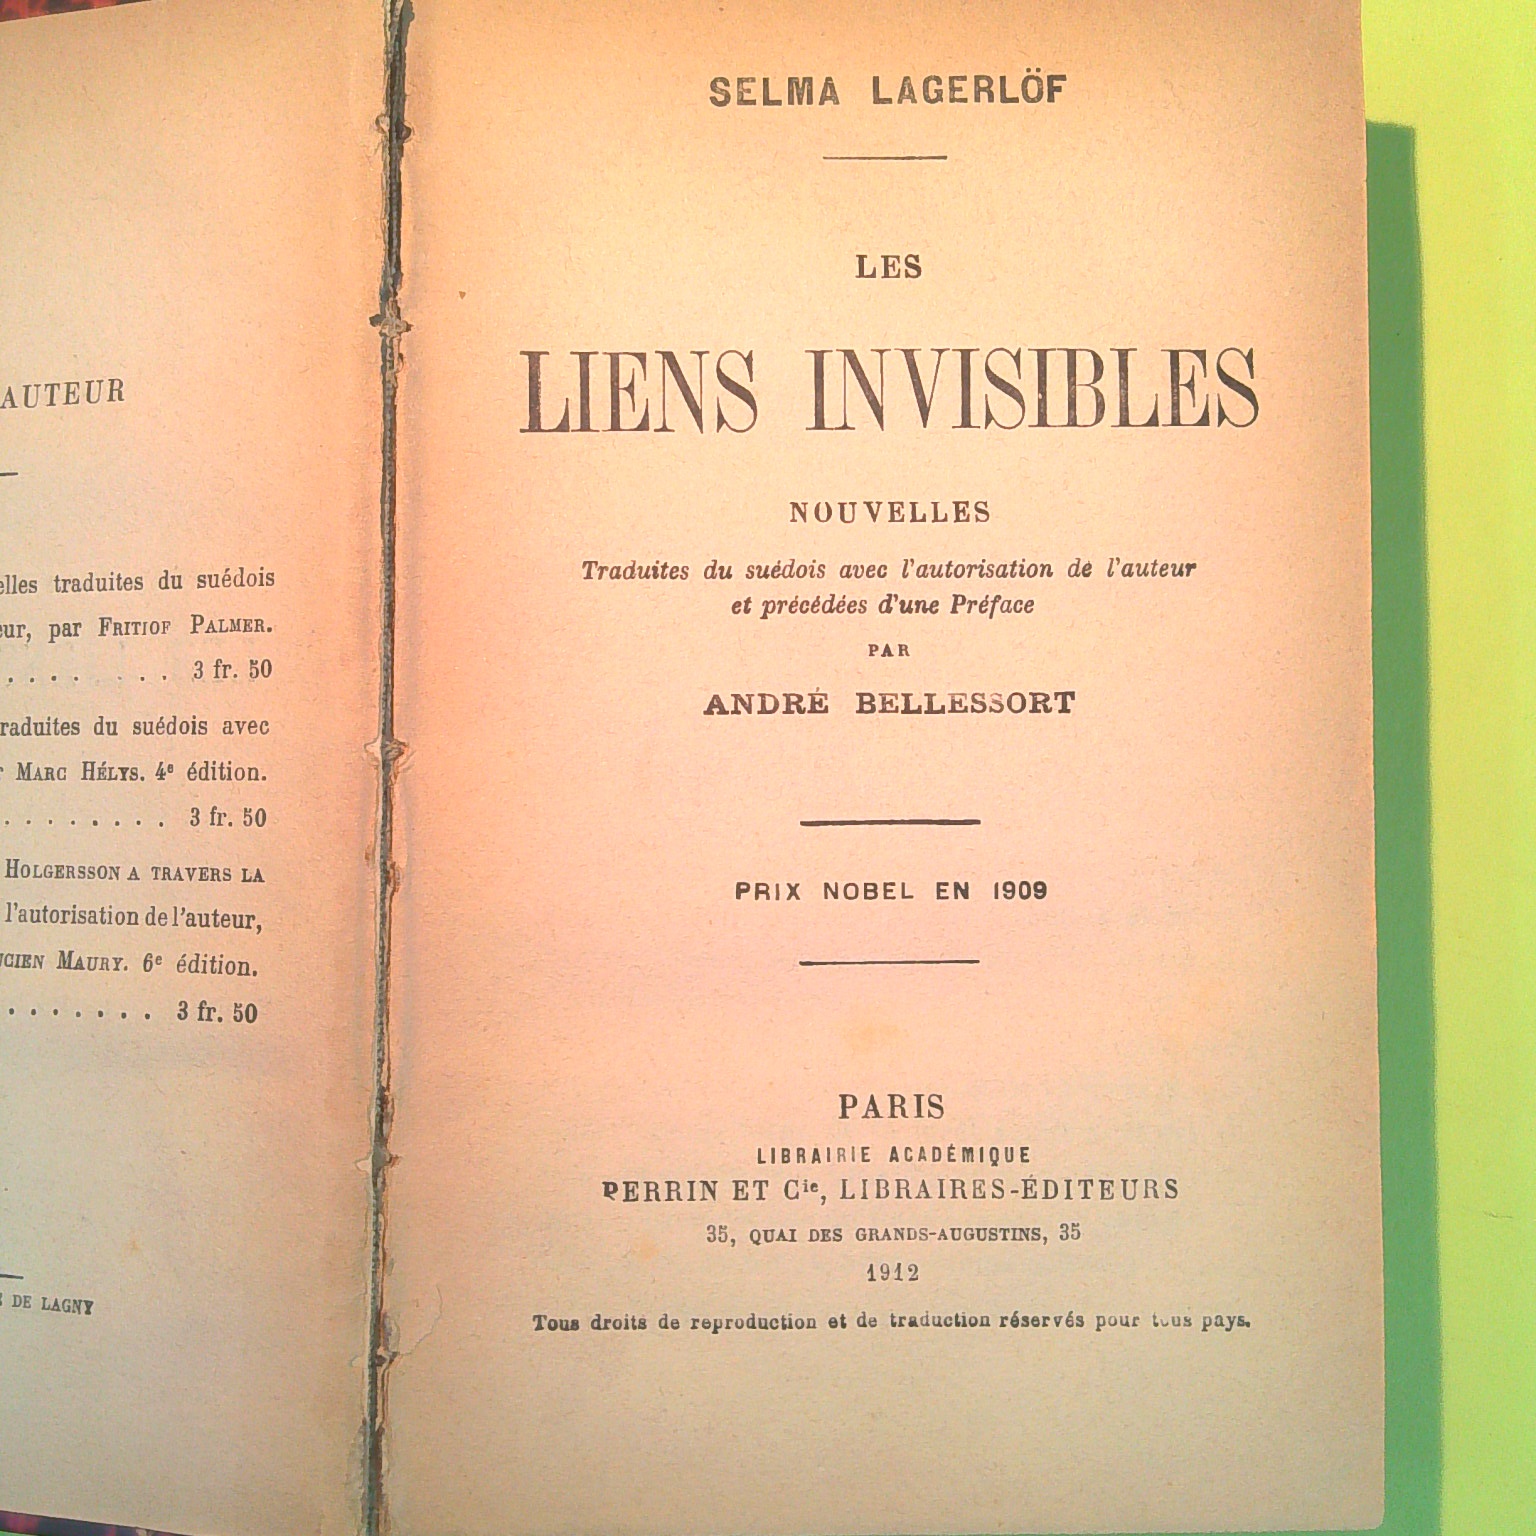 AUTEUR
traduites du suédois
par FRITIOF PALMER.
. . . . . . . 3 fr. 50
traduites du suédois avec
MARC HÉLYS. 4e édition.
. . . . . . . . 3 fr. 50
HOLGERSSON A TRAVERS LA
l'autorisation de l'auteur,
MAURY. 6e édition.
. . . . . . . 3 fr. 50
DE LAGNY
SELMA LAGERLÖF
LES
LIENS INVISIBLES
NOUVELLES
Traduites du suédois avec l'autorisation de l'auteur
et précédées d'une Préface
PAR
ANDRÉ BELLESSORT
PRIX NOBEL EN 1909
PARIS
LIBRAIRIE ACADÉMIQUE
PERRIN ET Cie, LIBRAIRES-ÉDITEURS
35, QUAI DES GRANDS-AUGUSTINS, 35
1912
Tous droits de reproduction et de traduction réservés pour tous pays.